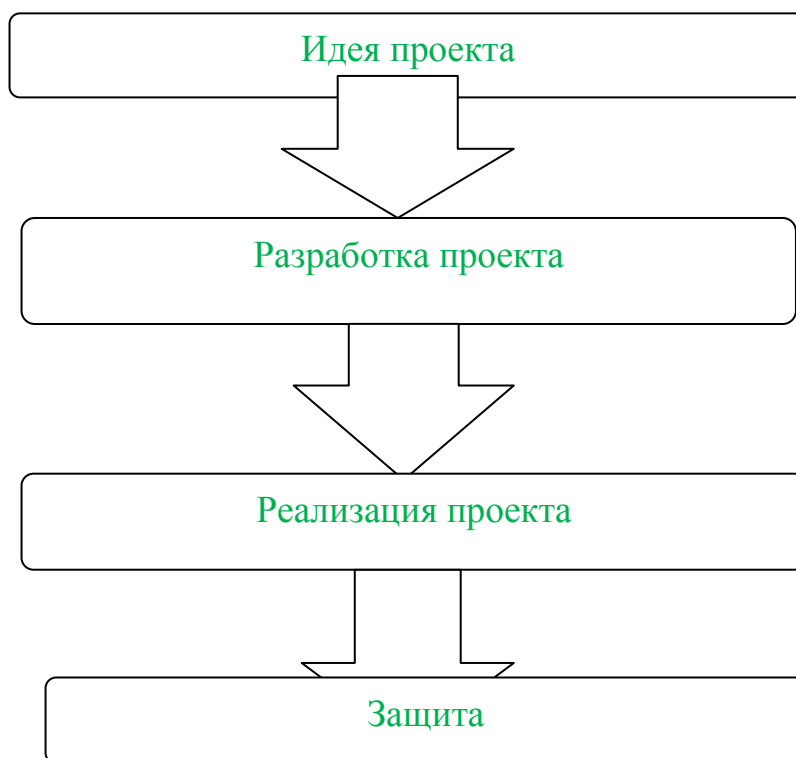 Идея проекта
Разработка проекта
Реализация проекта
Защита